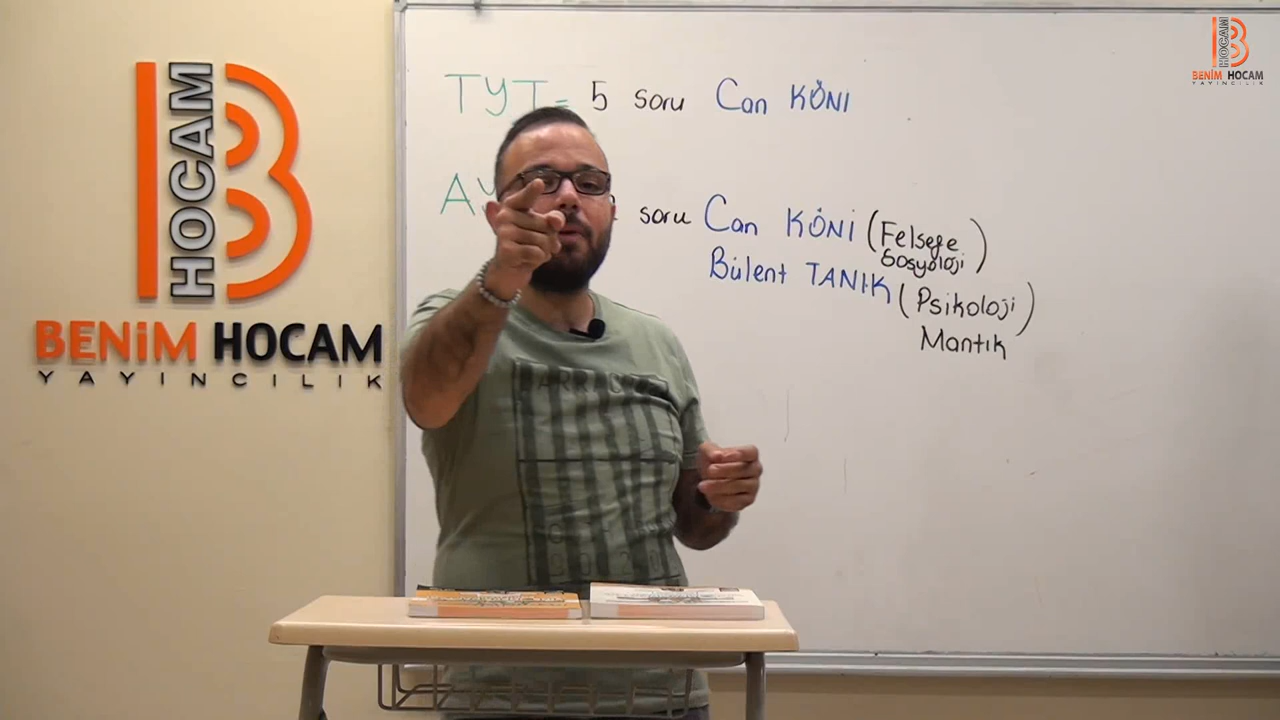 HOCAM
BENİM HOCAM
YAYINCILIK
TYT = 5 soru Can KÖNİ
soru Can KÖNİ (Felsefe
Sosyoloji)
Bülent TANIK (Psikoloji)
Mantık
HOCAM
BENİM HOCAM
YAYINCILIK